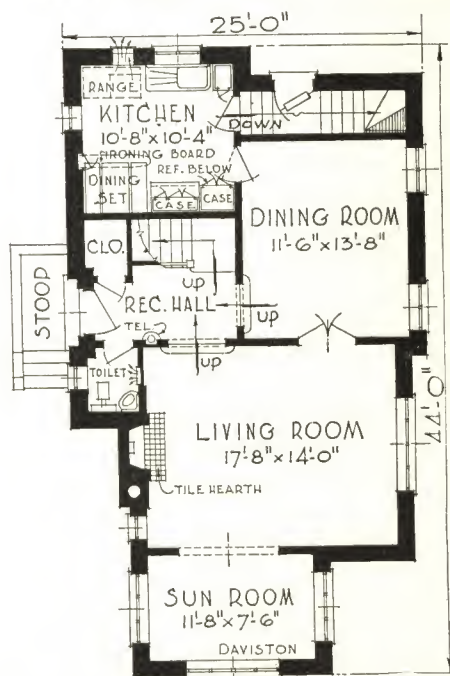 25'-0"
RANGE
KITCHEN
10'-8"x10'-4"
DOWN
IRONING BOARD
REF. BELOW
DINING
SET
CASE
CASE
DINING ROOM
11'-6"x13'-8"
CLO.
UP
STOOP
REC. HALL
TEL.
UP
TOILET
LIVING ROOM
17'-8"x14'-0"
44'-0"
TILE HEARTH
SUN ROOM
11'-8"x7'-6"
DAVISTON